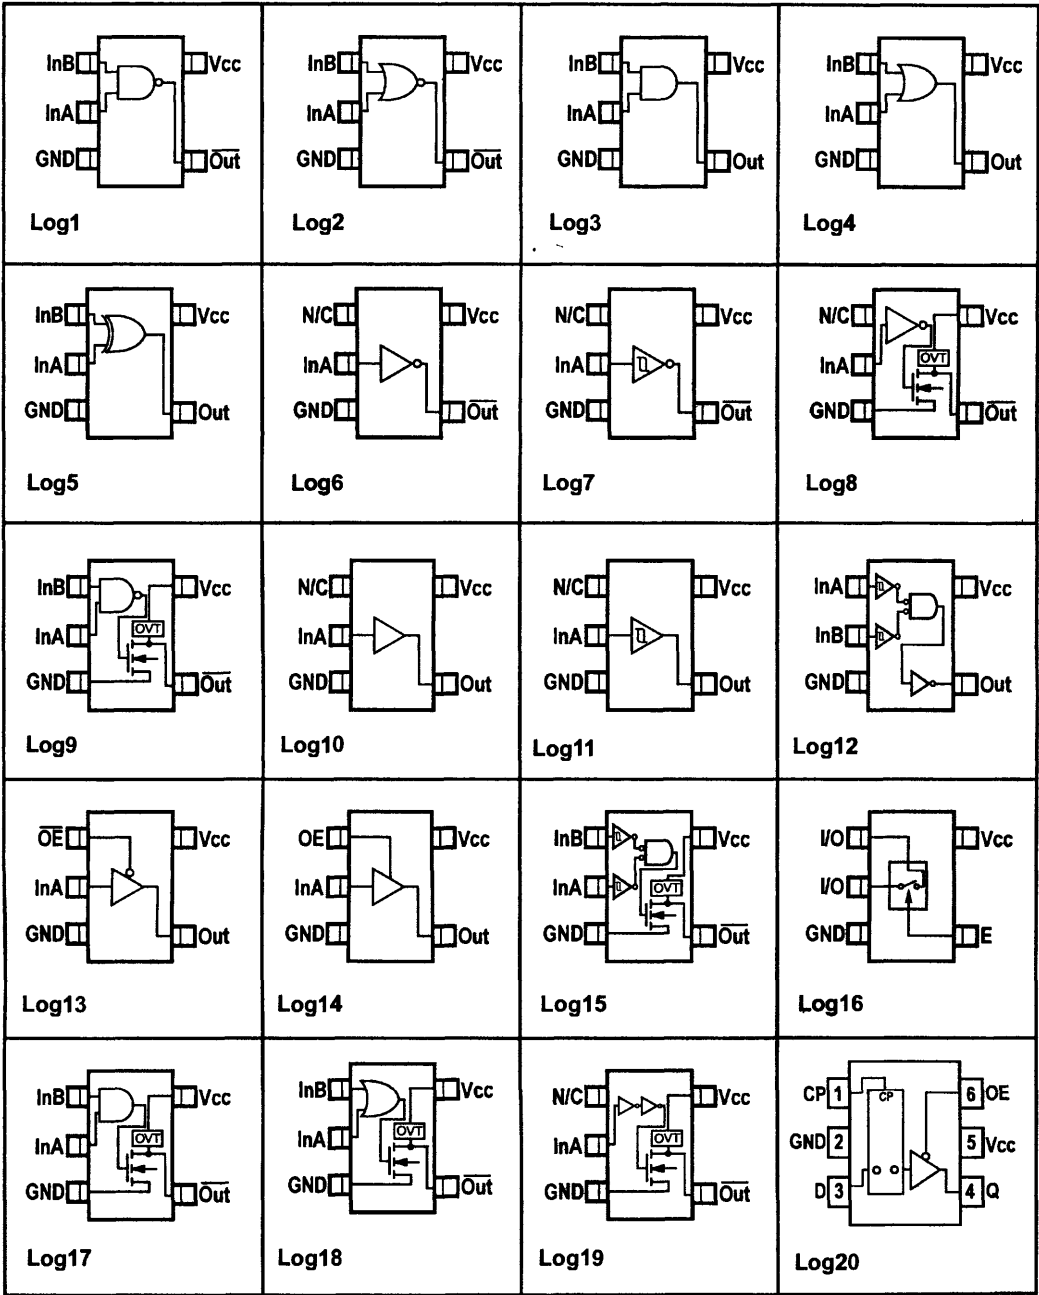 InB Vcc
InA
GND Out
Log1
InB Vcc
InA
GND Out
Log2
InB Vcc
InA
GND Out
Log3
InB Vcc
InA
GND Out
Log4
InB Vcc
InA
GND Out
Log5
N/C Vcc
InA
GND Out
Log6
N/C Vcc
InA
GND Out
Log7
N/C Vcc
OVT
InA
GND Out
Log8
InB Vcc
OVT
InA
GND Out
Log9
N/C Vcc
InA
GND Out
Log10
N/C Vcc
InA
GND Out
Log11
InA Vcc
InB
GND Out
Log12
OE Vcc
InA
GND Out
Log13
OE Vcc
InA
GND Out
Log14
InB Vcc
InA OVT
GND Out
Log15
I/O Vcc
I/O
GND E
Log16
InB Vcc
InA OVT
GND Out
Log17
InB Vcc
InA OVT
GND Out
Log18
N/C Vcc
InA OVT
GND Out
Log19
CP 1 CP 6 OE
GND 2 5 Vcc
D 3 4 Q
Log20